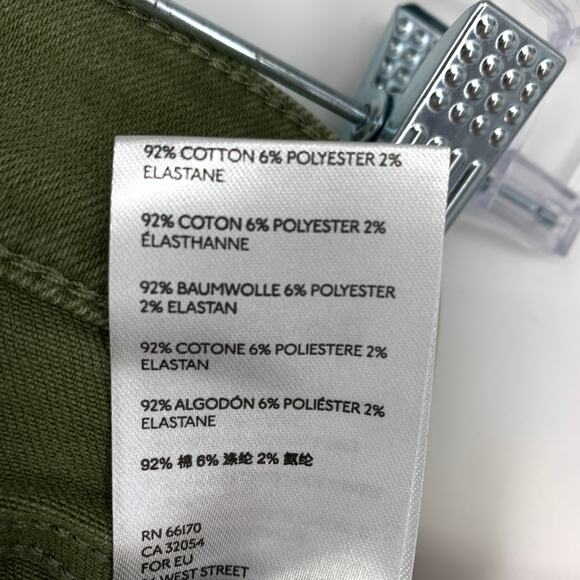 92% COTTON 6% POLYESTER 2%
ELASTANE
92% COTON 6% POLYESTER 2%
ÉLASTHANNE
92% BAUMWOLLE 6% POLYESTER
2% ELASTAN
92% COTONE 6% POLIESTERE 2%
ELASTAN
92% ALGODÓN 6% POLIÉSTER 2%
ELASTANE
92% 棉 6% 涤纶 2% 氨纶
RN 66170
CA 32054
FOR EU
WEST STREET